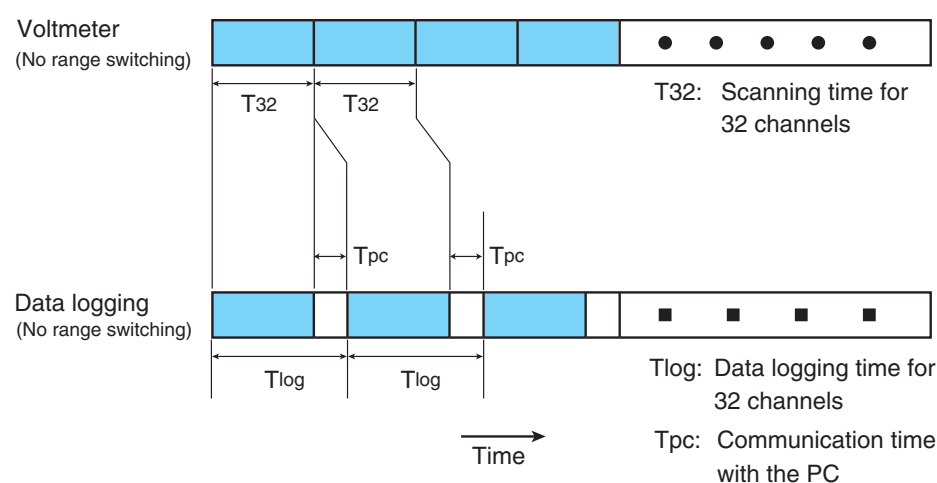 Voltmeter
(No range switching)
T32
T32
T32: Scanning time for
32 channels
Tpc
Tpc
Data logging
(No range switching)
Tlog
Tlog
Tlog: Data logging time for
32 channels
Time
Tpc: Communication time
with the PC